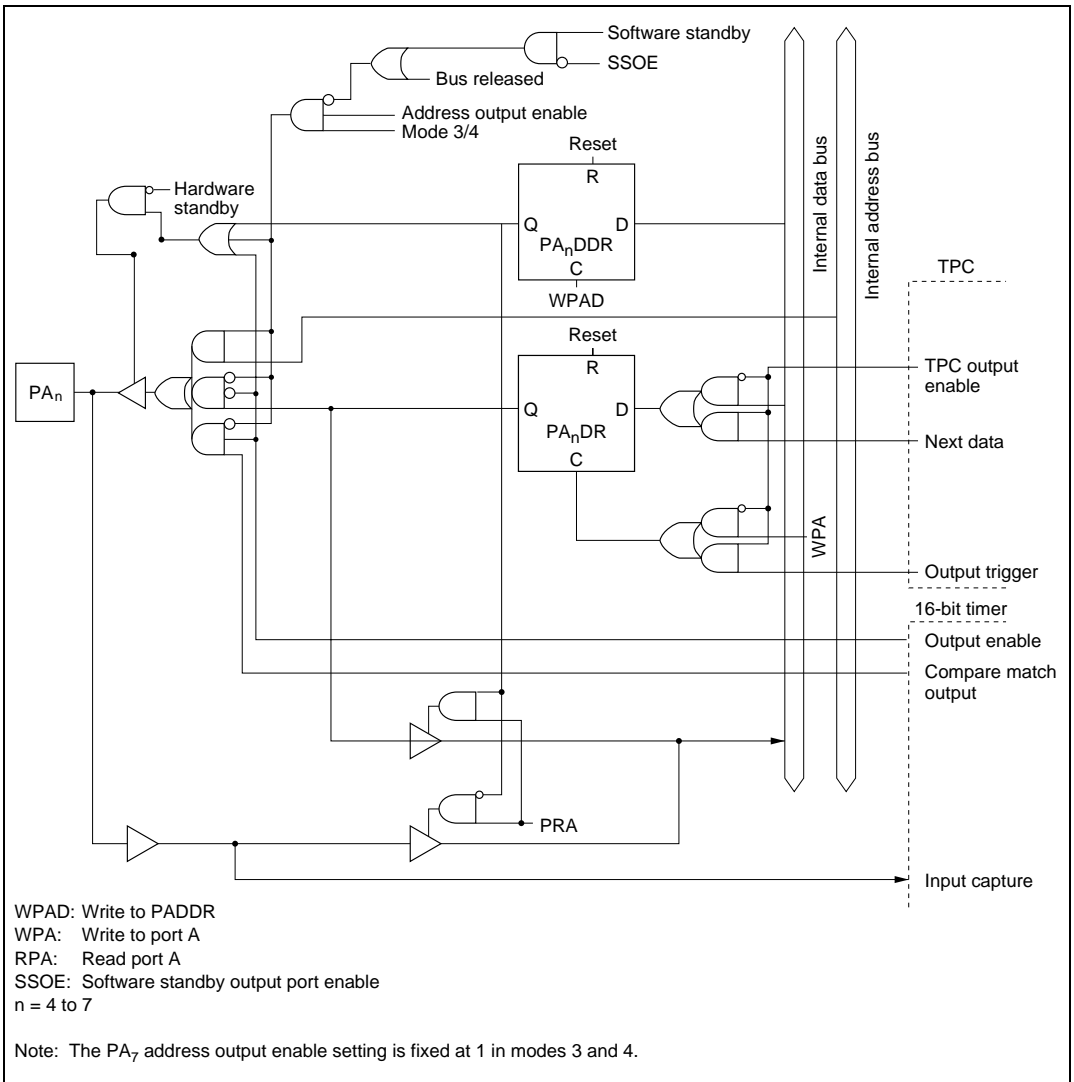 Software standby
SSOE
Bus released
Address output enable
Mode 3/4
Reset
R
Hardware
standby
Q
D
PAnDDR
C
WPAD
Internal data bus
Internal address bus
TPC
Reset
R
TPC output
enable
PAn
Q
D
PAnDR
C
Next data
WPA
Output trigger
16-bit timer
Output enable
Compare match
output
PRA
Input capture
WPAD: Write to PADDR
WPA: Write to port A
RPA: Read port A
SSOE: Software standby output port enable
n = 4 to 7
Note: The PA7 address output enable setting is fixed at 1 in modes 3 and 4.